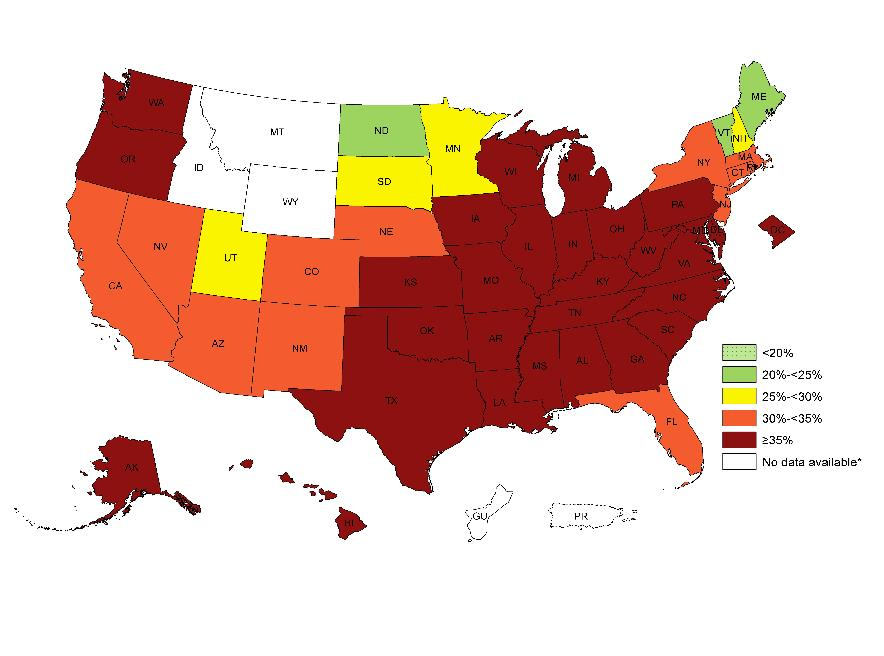 WA
OR
CA
NV
ID
MT
WY
UT
AZ
CO
NM
ND
SD
NE
KS
OK
TX
MN
IA
MO
AR
LA
WI
IL
MI
IN
OH
KY
TN
MS
AL
GA
FL
SC
NC
VA
WV
PA
NY
VT
NH
ME
MA
CT
NJ
DE
DC
AK
HI
GU
PR
<20%
20%-<25%
25%-<30%
30%-<35%
≥35%
No data available*